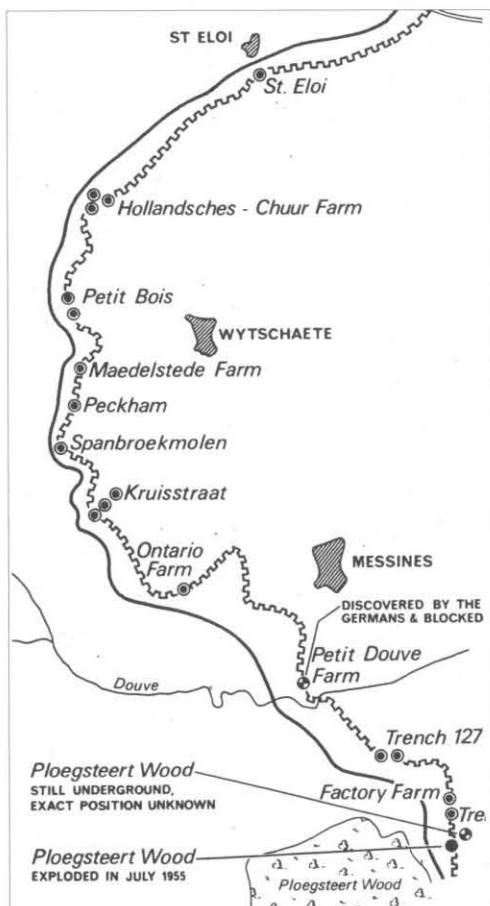 ST ELOI
St. Eloi
Hollandsches - Chuur Farm
Petit Bois
WYTSCHAETE
Maedelstede Farm
Peckham
Spanbroekmolen
Kruisstraat
Ontario
Farm
MESSINES
DISCOVERED BY THE
GERMANS & BLOCKED
Petit Douve
Farm
Douve
Trench 127
Ploegsteert Wood
STILL UNDERGROUND,
EXACT POSITION UNKNOWN
Factory Farm
Tre
Ploegsteert Wood
EXPLODED IN JULY 1955
Ploegsteert Wood